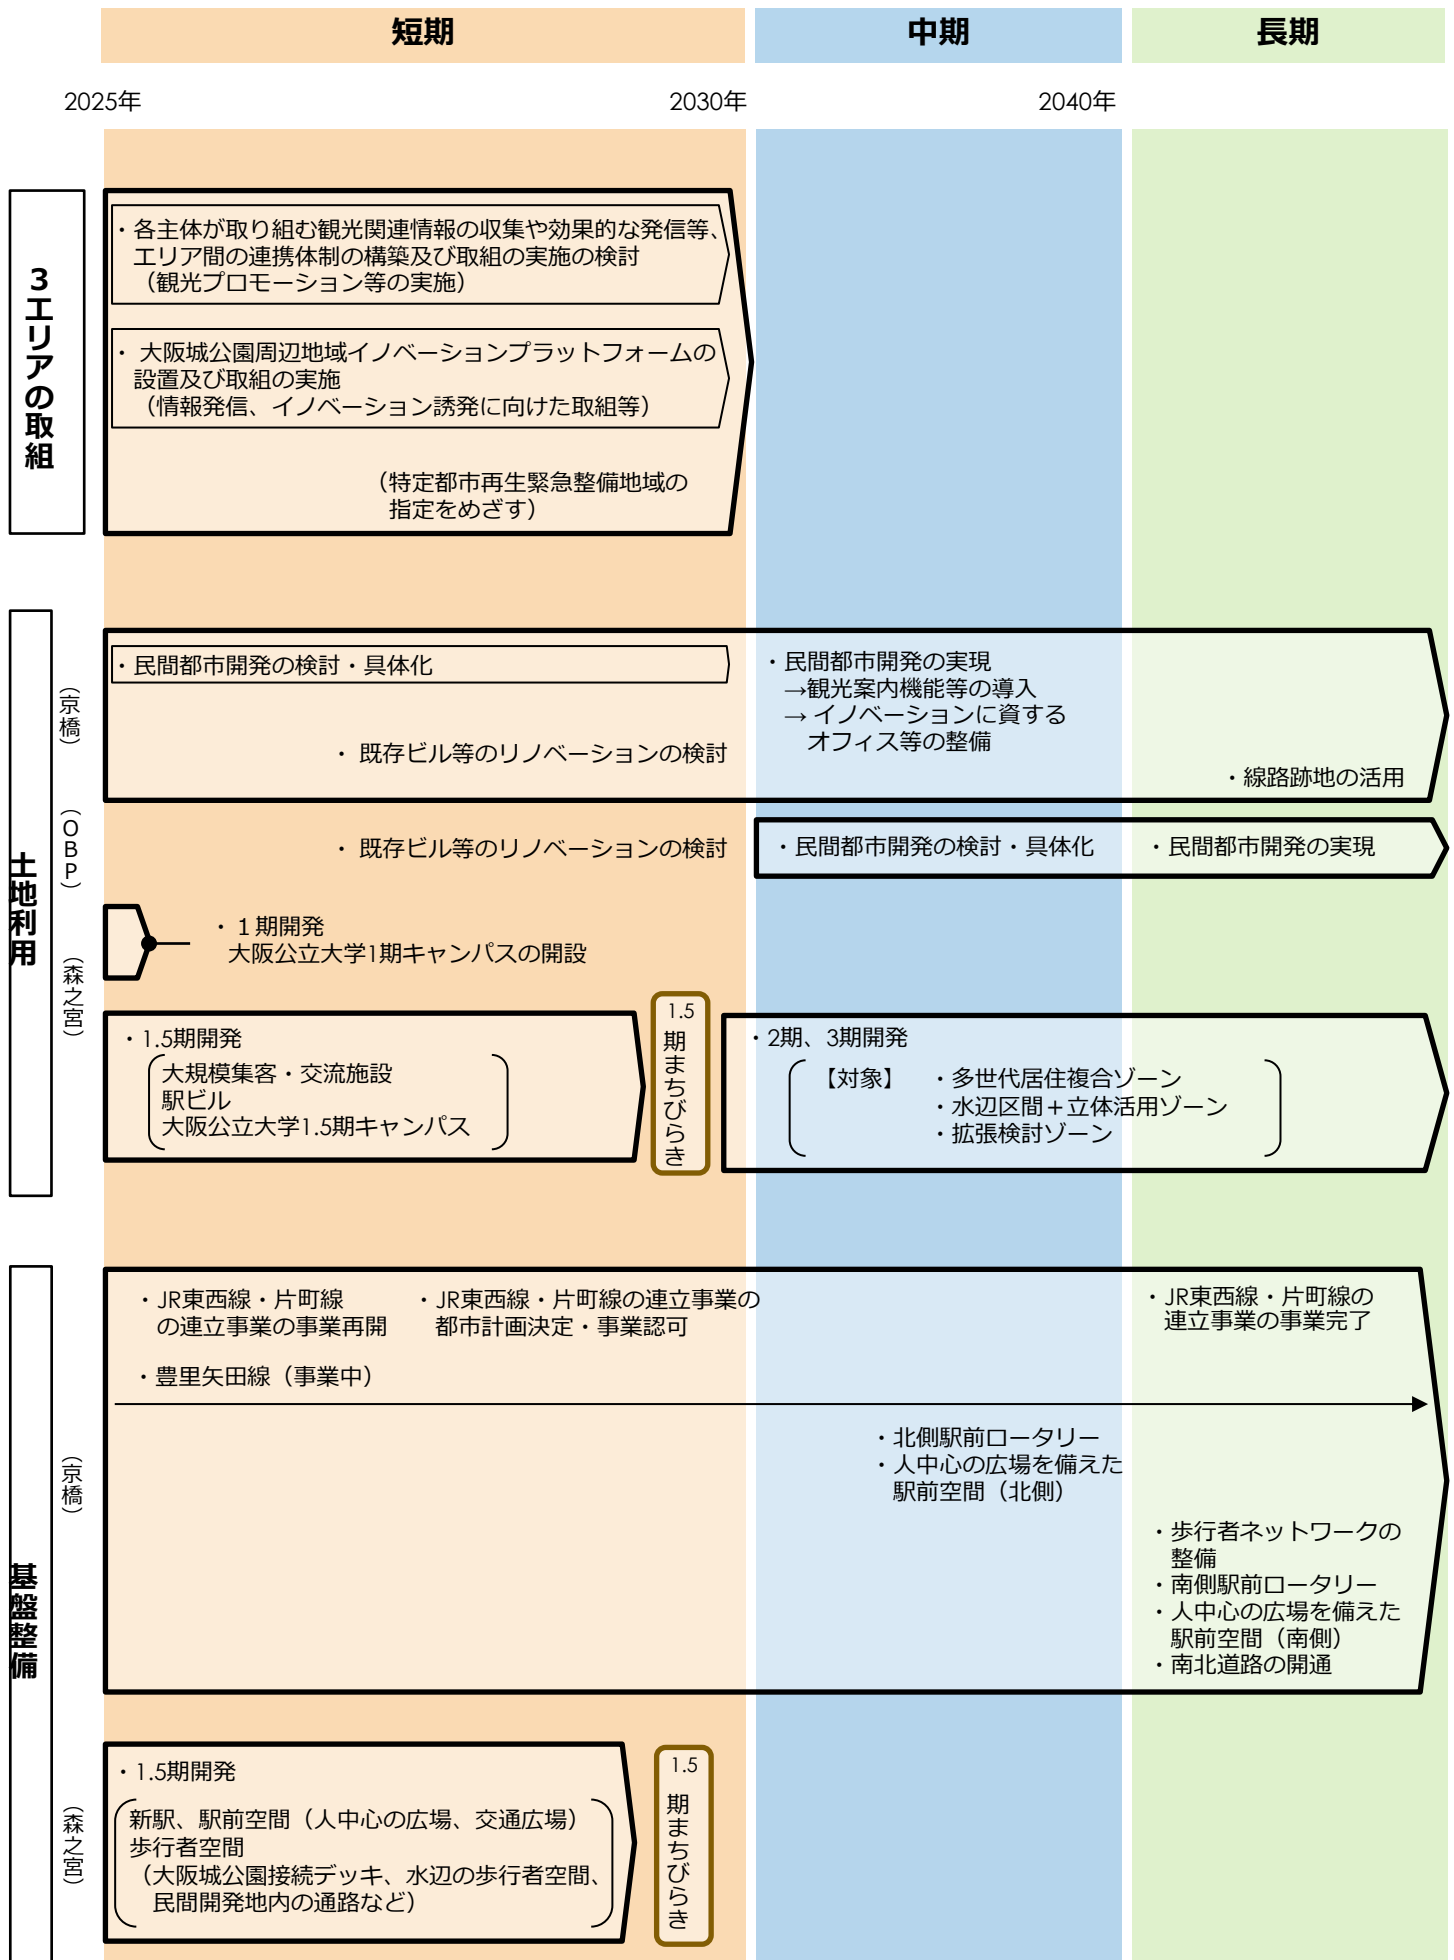 短期
中期
長期
2025年
2030年
2040年
3エリアの取組
・各主体が取り組む観光関連情報の収集や効果的な発信等、
エリア間の連携体制の構築及び取組の実施の検討
（観光プロモーション等の実施）
・ 大阪城公園周辺地域イノベーションプラットフォームの
設置及び取組の実施
（情報発信、イノベーション誘発に向けた取組等）
（特定都市再生緊急整備地域の
指定をめざす）
土地利用
（京橋）
・民間都市開発の検討・具体化
・ 既存ビル等のリノベーションの検討
・民間都市開発の実現
→観光案内機能等の導入
→ イノベーションに資する
オフィス等の整備
・線路跡地の活用
（OBP）
・ 既存ビル等のリノベーションの検討
・民間都市開発の検討・具体化
・民間都市開発の実現
（森之宮）
・１期開発
大阪公立大学1期キャンパスの開設
・1.5期開発
大規模集客・交流施設
駅ビル
大阪公立大学1.5期キャンパス
1.5期まちびらき
・2期、3期開発
【対象】 ・多世代居住複合ゾーン
・水辺区間＋立体活用ゾーン
・拡張検討ゾーン
基盤整備
（京橋）
・JR東西線・片町線
の連立事業の事業再開
・JR東西線・片町線の連立事業の
都市計画決定・事業認可
・JR東西線・片町線の
連立事業の事業完了
・豊里矢田線（事業中）
・北側駅前ロータリー
・人中心の広場を備えた
駅前空間（北側）
・歩行者ネットワークの
整備
・南側駅前ロータリー
・人中心の広場を備えた
駅前空間（南側）
・南北道路の開通
（森之宮）
・1.5期開発
新駅、駅前空間（人中心の広場、交通広場）
歩行者空間
（大阪城公園接続デッキ、水辺の歩行者空間、
民間開発地内の通路など）
1.5期まちびらき